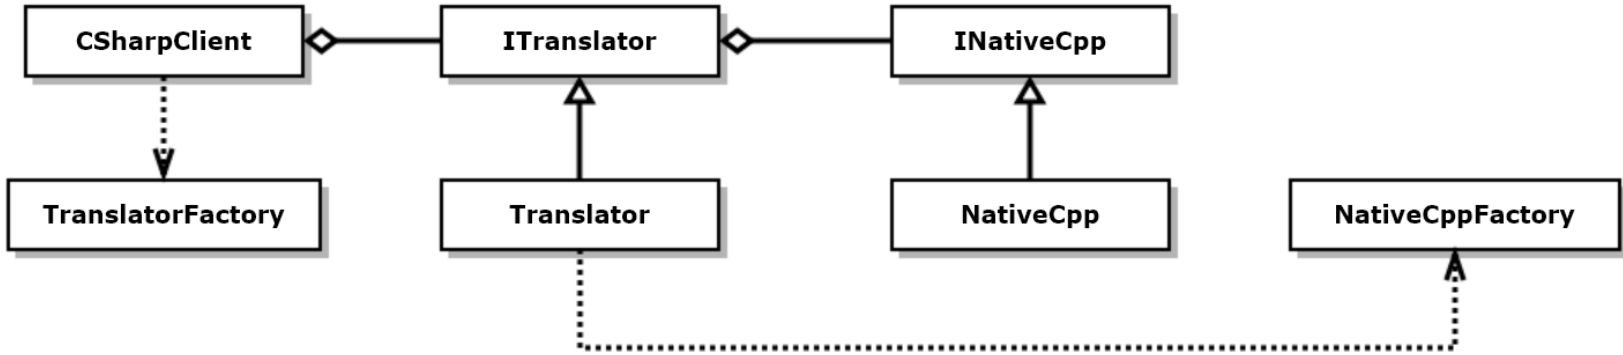 CSharpClient
ITranslator
INativeCpp
TranslatorFactory
Translator
NativeCpp
NativeCppFactory